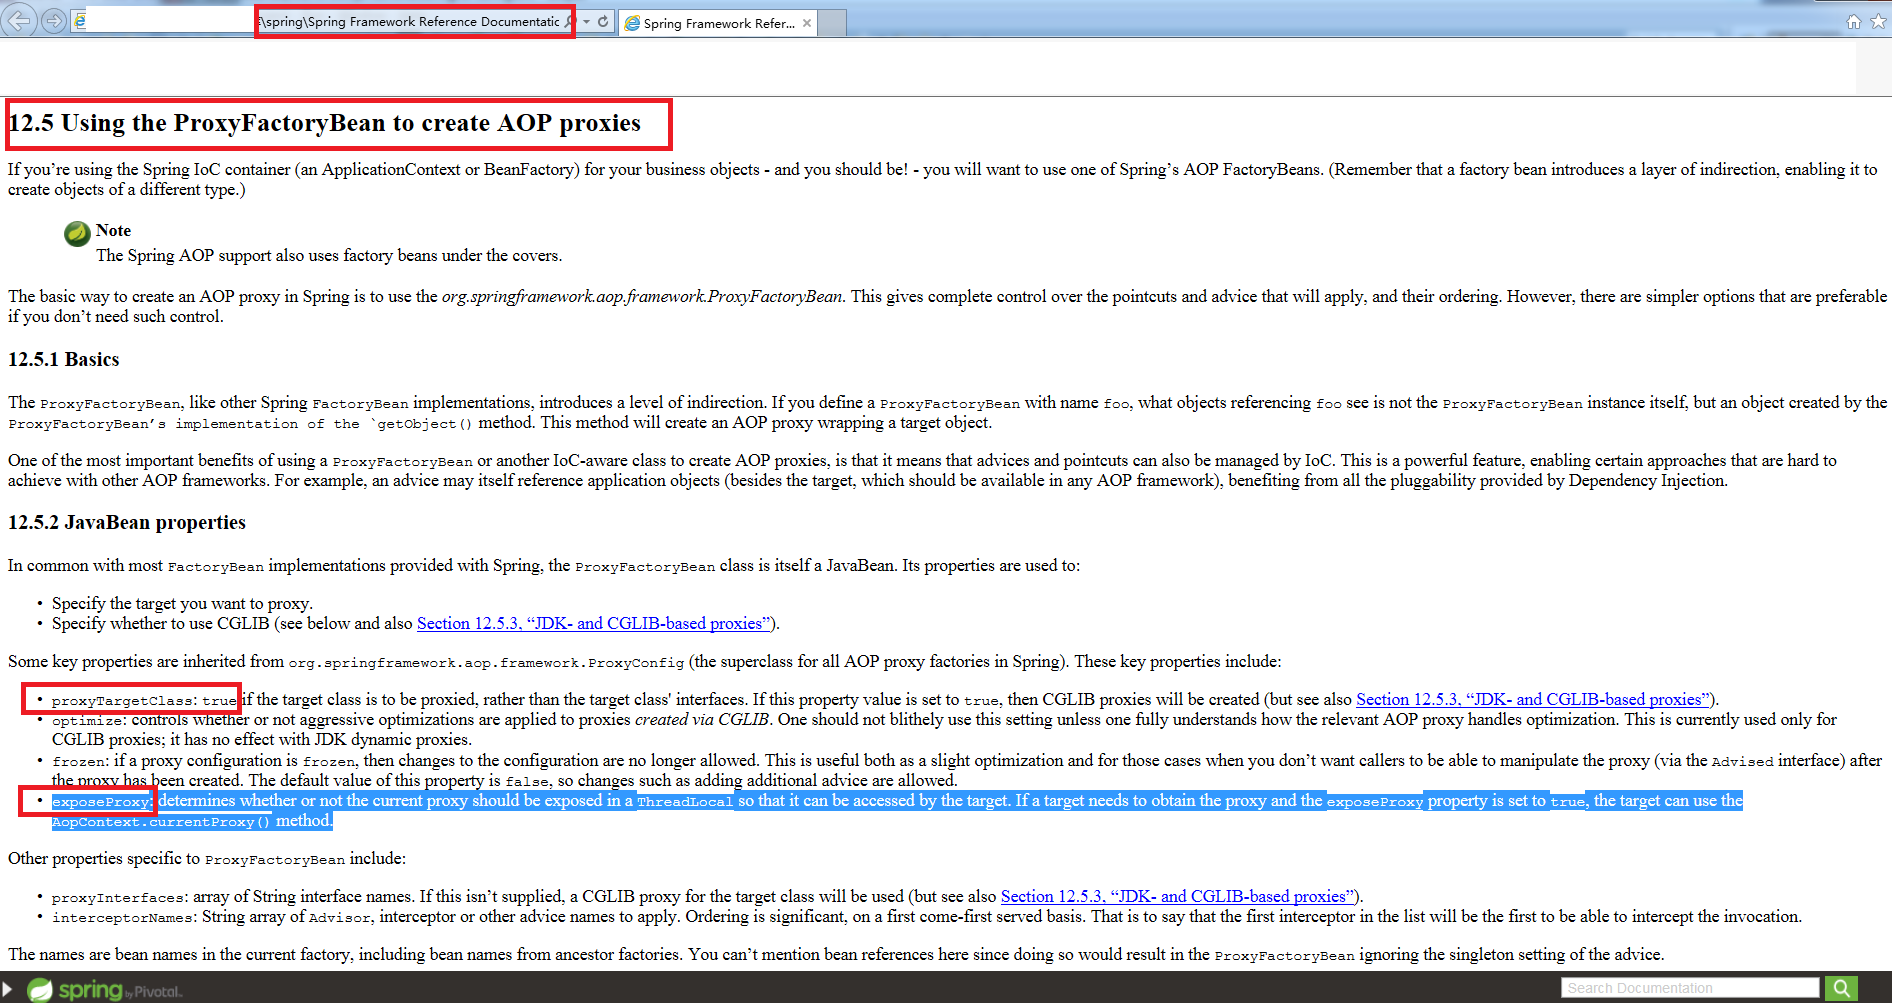 \spring\Spring Framework Reference Documentatic
Spring Framework Refer...
12.5 Using the ProxyFactoryBean to create AOP proxies
If you’re using the Spring IoC container (an ApplicationContext or BeanFactory) for your business objects - and you should be! - you will want to use one of Spring’s AOP FactoryBeans. (Remember that a factory bean introduces a layer of indirection, enabling it to
create objects of a different type.)
Note
The Spring AOP support also uses factory beans under the covers.
The basic way to create an AOP proxy in Spring is to use the org.springframework.aop.framework.ProxyFactoryBean. This gives complete control over the pointcuts and advice that will apply, and their ordering. However, there are simpler options that are preferable
if you don’t need such control.
12.5.1 Basics
The ProxyFactoryBean, like other Spring FactoryBean implementations, introduces a level of indirection. If you define a ProxyFactoryBean with name foo, what objects referencing foo see is not the ProxyFactoryBean instance itself, but an object created by the
ProxyFactoryBean’s implementation of the `getObject() method. This method will create an AOP proxy wrapping a target object.
One of the most important benefits of using a ProxyFactoryBean or another IoC-aware class to create AOP proxies, is that it means that advices and pointcuts can also be managed by IoC. This is a powerful feature, enabling certain approaches that are hard to
achieve with other AOP frameworks. For example, an advice may itself reference application objects (besides the target, which should be available in any AOP framework), benefiting from all the pluggability provided by Dependency Injection.
12.5.2 JavaBean properties
In common with most FactoryBean implementations provided with Spring, the ProxyFactoryBean class is itself a JavaBean. Its properties are used to:
• Specify the target you want to proxy.
• Specify whether to use CGLIB (see below and also Section 12.5.3, “JDK- and CGLIB-based proxies”).
Some key properties are inherited from org.springframework.aop.framework.ProxyConfig (the superclass for all AOP proxy factories in Spring). These key properties include:
• proxyTargetClass: true if the target class is to be proxied, rather than the target class' interfaces. If this property value is set to true, then CGLIB proxies will be created (but see also Section 12.5.3, “JDK- and CGLIB-based proxies”).
• optimize: controls whether or not aggressive optimizations are applied to proxies created via CGLIB. One should not blithely use this setting unless one fully understands how the relevant AOP proxy handles optimization. This is currently used only for
CGLIB proxies; it has no effect with JDK dynamic proxies.
• frozen: if a proxy configuration is frozen, then changes to the configuration are no longer allowed. This is useful both as a slight optimization and for those cases when you don’t want callers to be able to manipulate the proxy (via the Advised interface) after
the proxy has been created. The default value of this property is false, so changes such as adding additional advice are allowed.
• exposeProxy: determines whether or not the current proxy should be exposed in a ThreadLocal so that it can be accessed by the target. If a target needs to obtain the proxy and the exposeProxy property is set to true, the target can use the
AopContext.currentProxy() method.
Other properties specific to ProxyFactoryBean include:
• proxyInterfaces: array of String interface names. If this isn’t supplied, a CGLIB proxy for the target class will be used (but see also Section 12.5.3, “JDK- and CGLIB-based proxies”).
• interceptorNames: String array of Advisor, interceptor or other advice names to apply. Ordering is significant, on a first come-first served basis. That is to say that the first interceptor in the list will be the first to be able to intercept the invocation.
The names are bean names in the current factory, including bean names from ancestor factories. You can’t mention bean references here since doing so would result in the ProxyFactoryBean ignoring the singleton setting of the advice.
spring by Pivotal™
Search Documentation